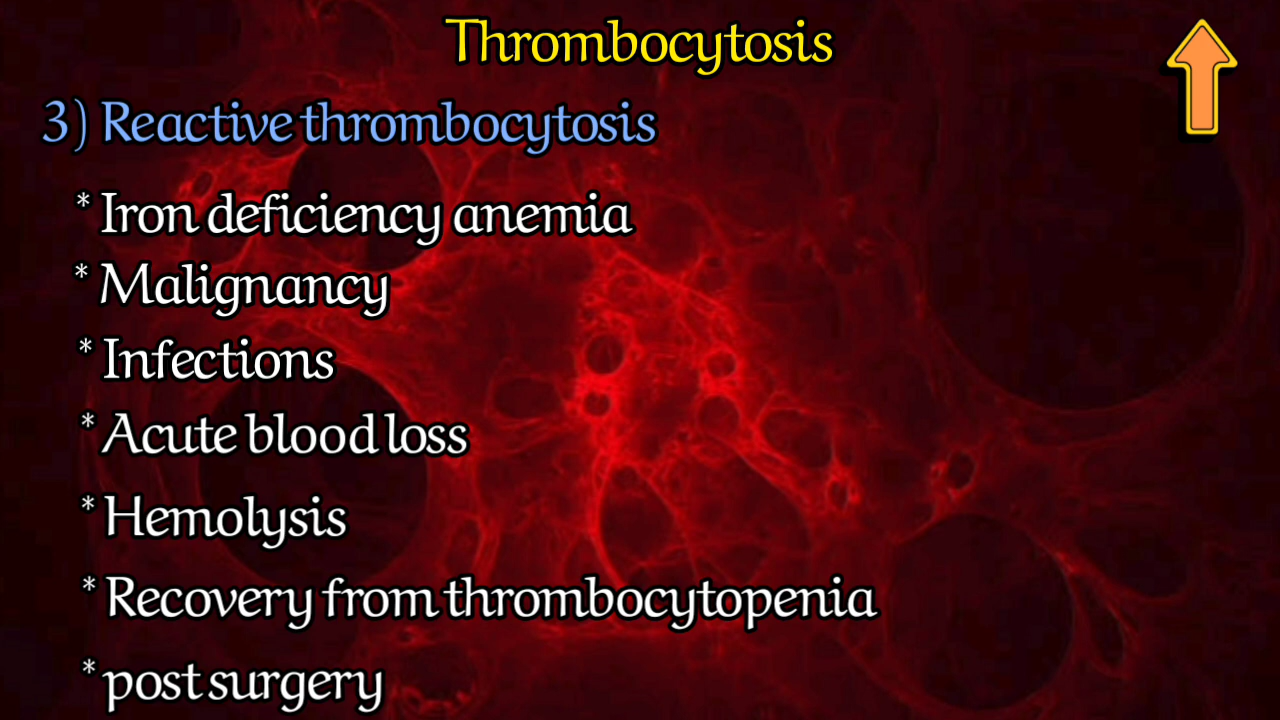 Thrombocytosis
3) Reactive thrombocytosis
* Iron deficiency anemia
* Malignancy
* Infections
* Acute blood loss
* Hemolysis
* Recovery from thrombocytopenia
* post surgery